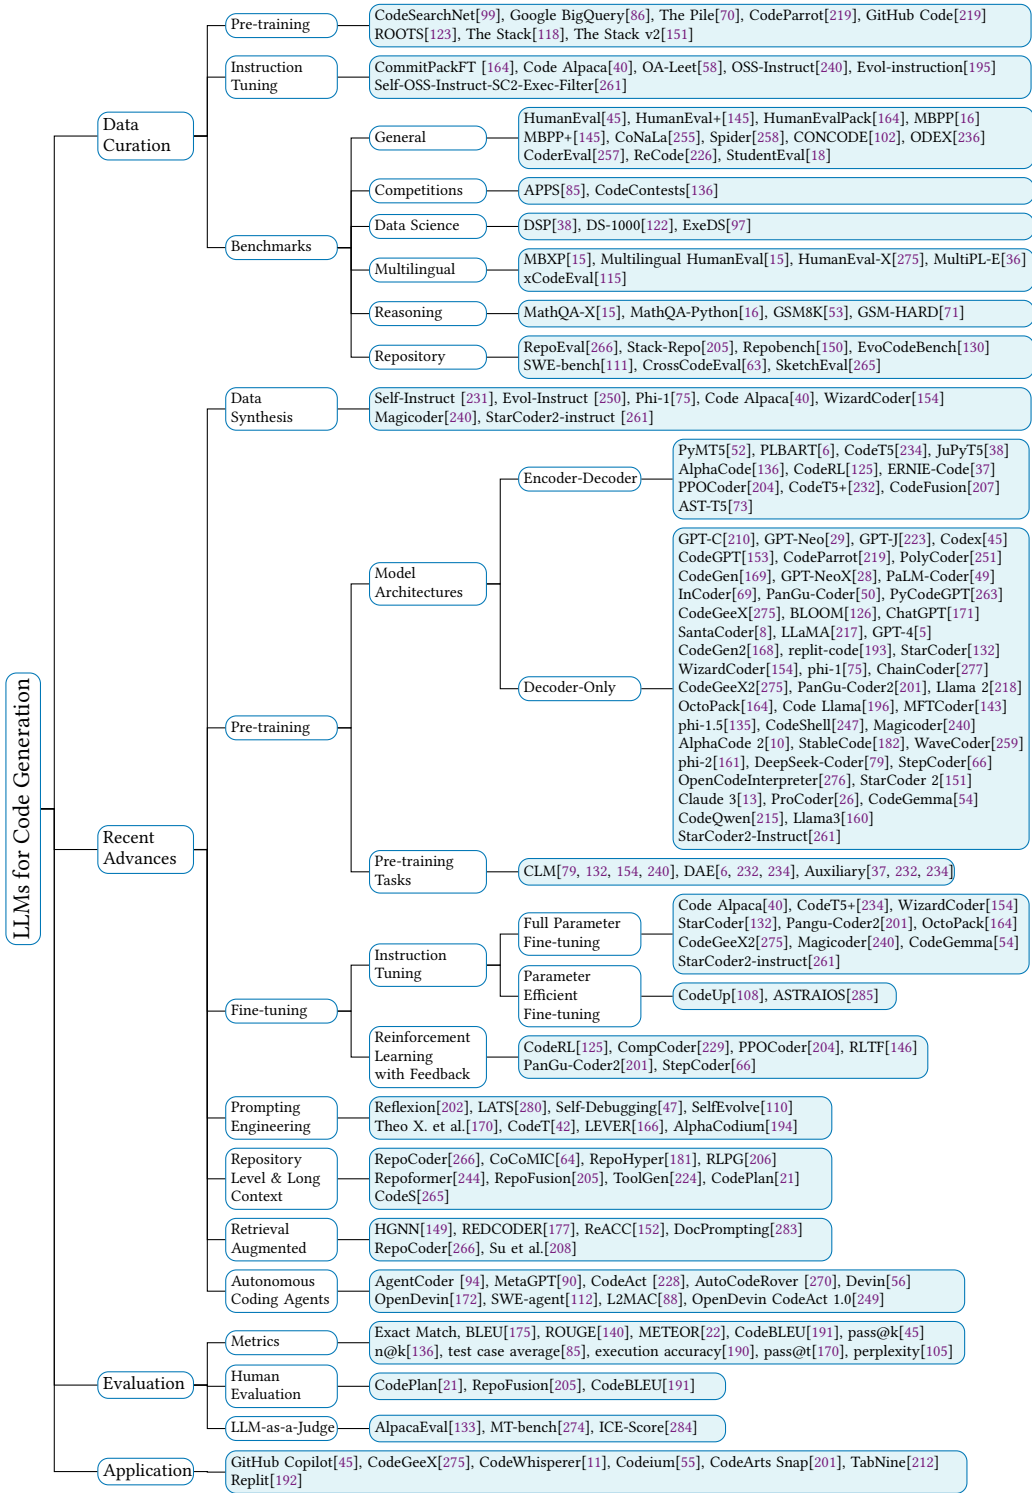 LLMs for Code Generation
Data
Curation
Pre-training
CodeSearchNet[99], Google BigQuery[86], The Pile[70], CodeParrot[219], GitHub Code[219]
ROOTS[123], The Stack[118], The Stack v2[151]
Instruction
Tuning
CommitPackFT [164], Code Alpaca[40], OA-Leet[58], OSS-Instruct[240], Evol-instruction[195]
Self-OSS-Instruct-SC2-Exec-Filter[261]
Benchmarks
General
HumanEval[45], HumanEval+[145], HumanEvalPack[164], MBPP[16]
MBPP+[145], CoNaLa[255], Spider[258], CONCODE[102], ODEX[236]
CoderEval[257], ReCode[226], StudentEval[18]
Competitions
APPS[85], CodeContests[136]
Data Science
DSP[38], DS-1000[122], ExeDS[97]
Multilingual
MBXP[15], Multilingual HumanEval[15], HumanEval-X[275], MultiPL-E[36]
xCodeEval[115]
Reasoning
MathQA-X[15], MathQA-Python[16], GSM8K[53], GSM-HARD[71]
Repository
RepoEval[266], Stack-Repo[205], Repobench[150], EvoCodeBench[130]
SWE-bench[111], CrossCodeEval[63], SketchEval[265]
Recent
Advances
Data
Synthesis
Self-Instruct [231], Evol-Instruct [250], Phi-1[75], Code Alpaca[40], WizardCoder[154]
Magicoder[240], StarCoder2-instruct [261]
Pre-training
Model
Architectures
Encoder-Decoder
PyMT5[52], PLBART[6], CodeT5[234], JuPyT5[38]
AlphaCode[136], CodeRL[125], ERNIE-Code[37]
PPOCoder[204], CodeT5+[232], CodeFusion[207]
AST-T5[73]
Decoder-Only
GPT-C[210], GPT-Neo[29], GPT-J[223], Codex[45]
CodeGPT[153], CodeParrot[219], PolyCoder[251]
CodeGen[169], GPT-NeoX[28], PaLM-Coder[49]
InCoder[69], PanGu-Coder[50], PyCodeGPT[263]
CodeGeeX[275], BLOOM[126], ChatGPT[171]
SantaCoder[8], LLaMA[217], GPT-4[5]
CodeGen2[168], replit-code[193], StarCoder[132]
WizardCoder[154], phi-1[75], ChainCoder[277]
CodeGeeX2[275], PanGu-Coder2[201], Llama 2[218]
OctoPack[164], Code Llama[196], MFTCoder[143]
phi-1.5[135], CodeShell[247], Magicoder[240]
AlphaCode 2[10], StableCode[182], WaveCoder[259]
phi-2[161], DeepSeek-Coder[79], StepCoder[66]
OpenCodeInterpreter[276], StarCoder 2[151]
Claude 3[13], ProCoder[26], CodeGemma[54]
CodeQwen[215], Llama3[160]
StarCoder2-Instruct[261]
Pre-training
Tasks
CLM[79, 132, 154, 240], DAE[6, 232, 234], Auxiliary[37, 232, 234]
Fine-tuning
Instruction
Tuning
Full Parameter
Fine-tuning
Code Alpaca[40], CodeT5+[234], WizardCoder[154]
StarCoder[132], Pangu-Coder2[201], OctoPack[164]
CodeGeeX2[275], Magicoder[240], CodeGemma[54]
StarCoder2-instruct[261]
Parameter
Efficient
Fine-tuning
CodeUp[108], ASTRAIOS[285]
Reinforcement
Learning
with Feedback
CodeRL[125], CompCoder[229], PPOCoder[204], RLTF[146]
PanGu-Coder2[201], StepCoder[66]
Prompting
Engineering
Reflexion[202], LATS[280], Self-Debugging[47], SelfEvolve[110]
Theo X. et al.[170], CodeT[42], LEVER[166], AlphaCodium[194]
Repository
Level & Long
Context
RepoCoder[266], CoCoMIC[64], RepoHyper[181], RLPG[206]
Repoformer[244], RepoFusion[205], ToolGen[224], CodePlan[21]
CodeS[265]
Retrieval
Augmented
HGNN[149], REDCODER[177], ReACC[152], DocPrompting[283]
RepoCoder[266], Su et al.[208]
Autonomous
Coding Agents
AgentCoder [94], MetaGPT[90], CodeAct [228], AutoCodeRover [270], Devin[56]
OpenDevin[172], SWE-agent[112], L2MAC[88], OpenDevin CodeAct 1.0[249]
Evaluation
Metrics
Exact Match, BLEU[175], ROUGE[140], METEOR[22], CodeBLEU[191], pass@k[45]
n@k[136], test case average[85], execution accuracy[190], pass@t[170], perplexity[105]
Human
Evaluation
CodePlan[21], RepoFusion[205], CodeBLEU[191]
LLM-as-a-Judge
AlpacaEval[133], MT-bench[274], ICE-Score[284]
Application
GitHub Copilot[45], CodeGeeX[275], CodeWhisperer[11], Codeium[55], CodeArts Snap[201], TabNine[212]
Replit[192]